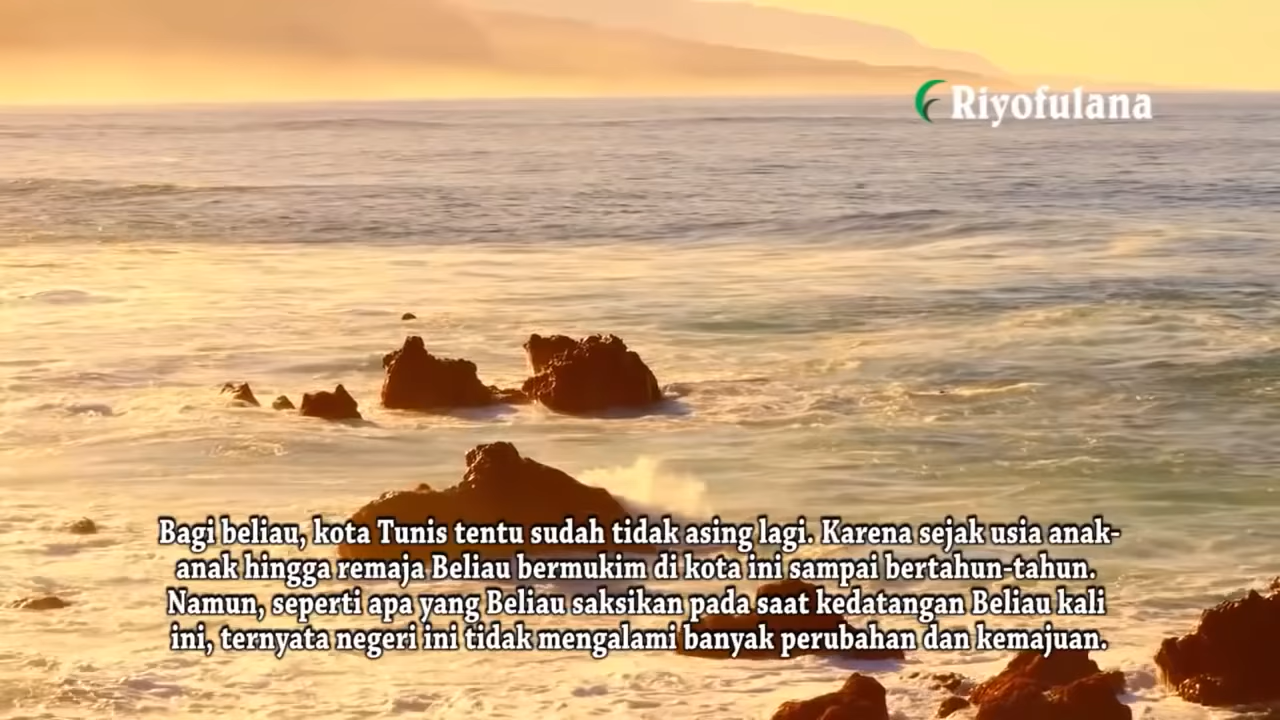 Riyofulana
Bagi beliau, kota Tunis tentu sudah tidak asing lagi. Karena sejak usia anak-
anak hingga remaja Beliau bermukim di kota ini sampai bertahun-tahun.
Namun, seperti apa yang Beliau saksikan pada saat kedatangan Beliau kali
ini, ternyata negeri ini tidak mengalami banyak perubahan dan kemajuan.